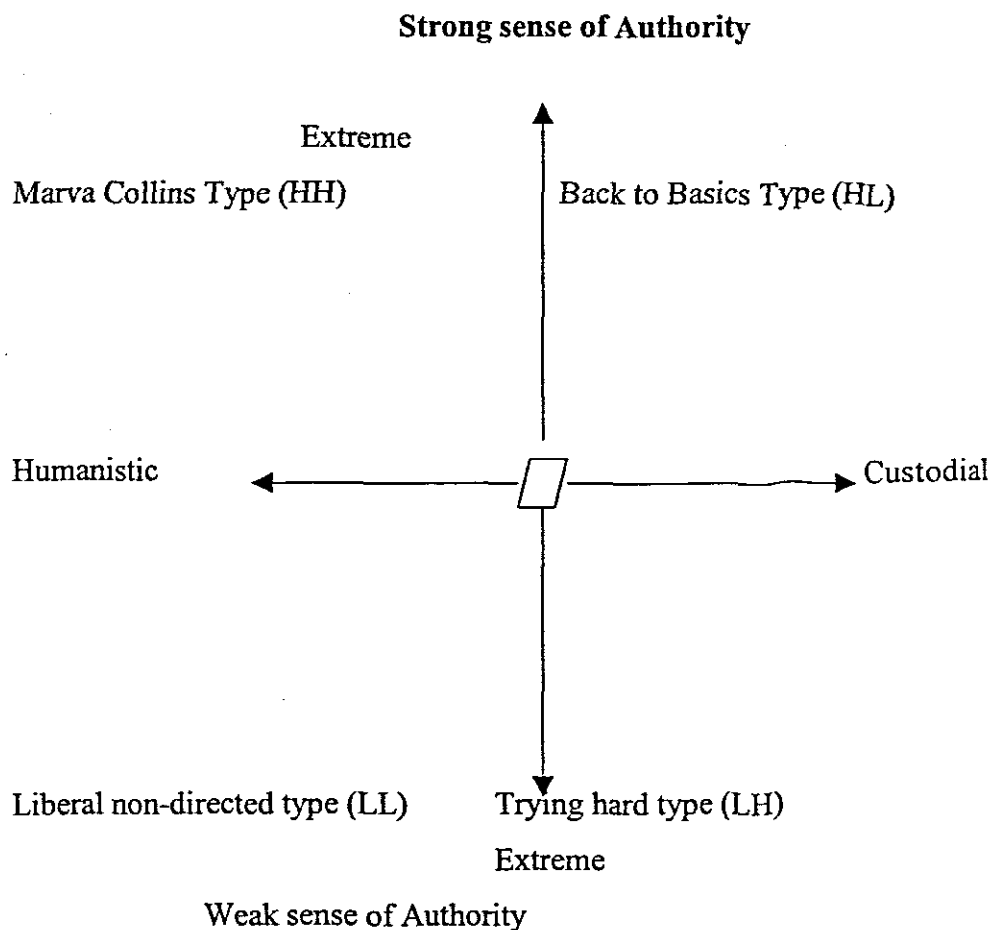 Strong sense of Authority
Extreme
Marva Collins Type (HH)
Back to Basics Type (HL)
Humanistic
Custodial
Liberal non-directed type (LL)
Trying hard type (LH)
Extreme
Weak sense of Authority